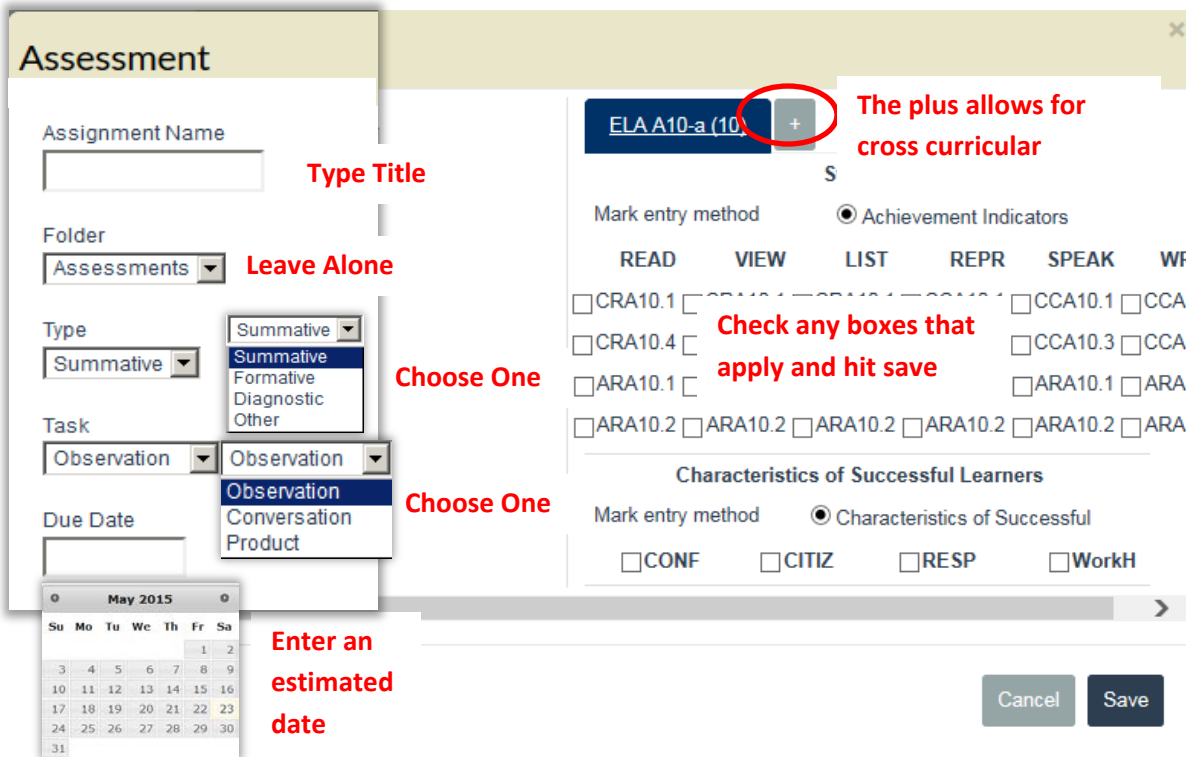 Assessment
×
Assignment Name
Type Title
Folder
Assessments
Leave Alone
Type
Summative
Summative
Summative
Formative
Diagnostic
Other
Choose One
Task
Observation
Observation
Observation
Conversation
Product
Choose One
Due Date
May 2015
Su Mo Tu We Th Fr Sa
1 2
3 4 5 6 7 8 9
10 11 12 13 14 15 16
17 18 19 20 21 22 23
24 25 26 27 28 29 30
31
Enter an
estimated
date
ELA A10-a (10)
+
The plus allows for
cross curricular
S
Mark entry method Achievement Indicators
READ VIEW LIST REPR SPEAK WR
CRA10.1 CCA10.1 CCA
CRA10.4 CCA10.3 CCA
ARA10.1 ARA10.1 ARA
Check any boxes that
apply and hit save
ARA10.2 ARA10.2 ARA10.2 ARA10.2 ARA10.2 ARA
Characteristics of Successful Learners
Mark entry method Characteristics of Successful
CONF CITIZ RESP WorkH
Cancel Save